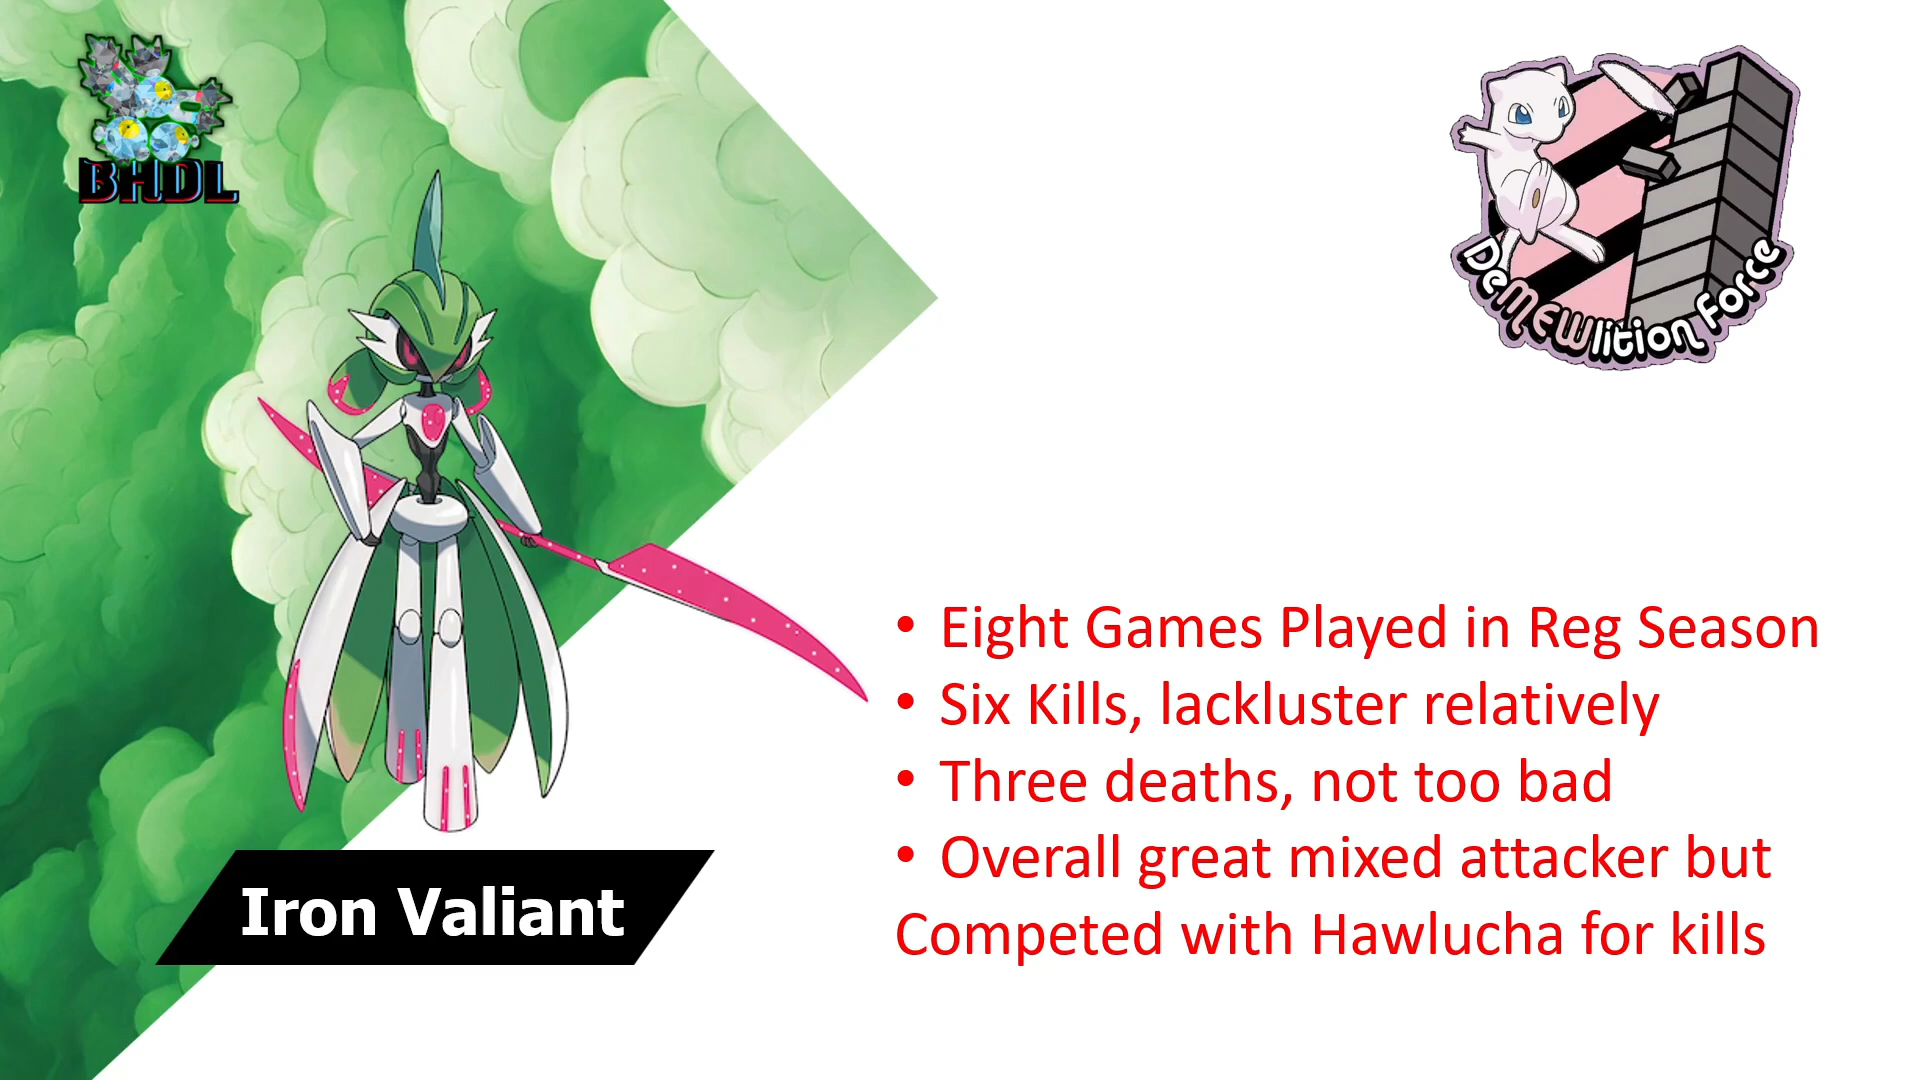 BHDL
DeMEWlition Force
• Eight Games Played in Reg Season
• Six Kills, lackluster relatively
• Three deaths, not too bad
• Overall great mixed attacker but
Competed with Hawlucha for kills
Iron Valiant